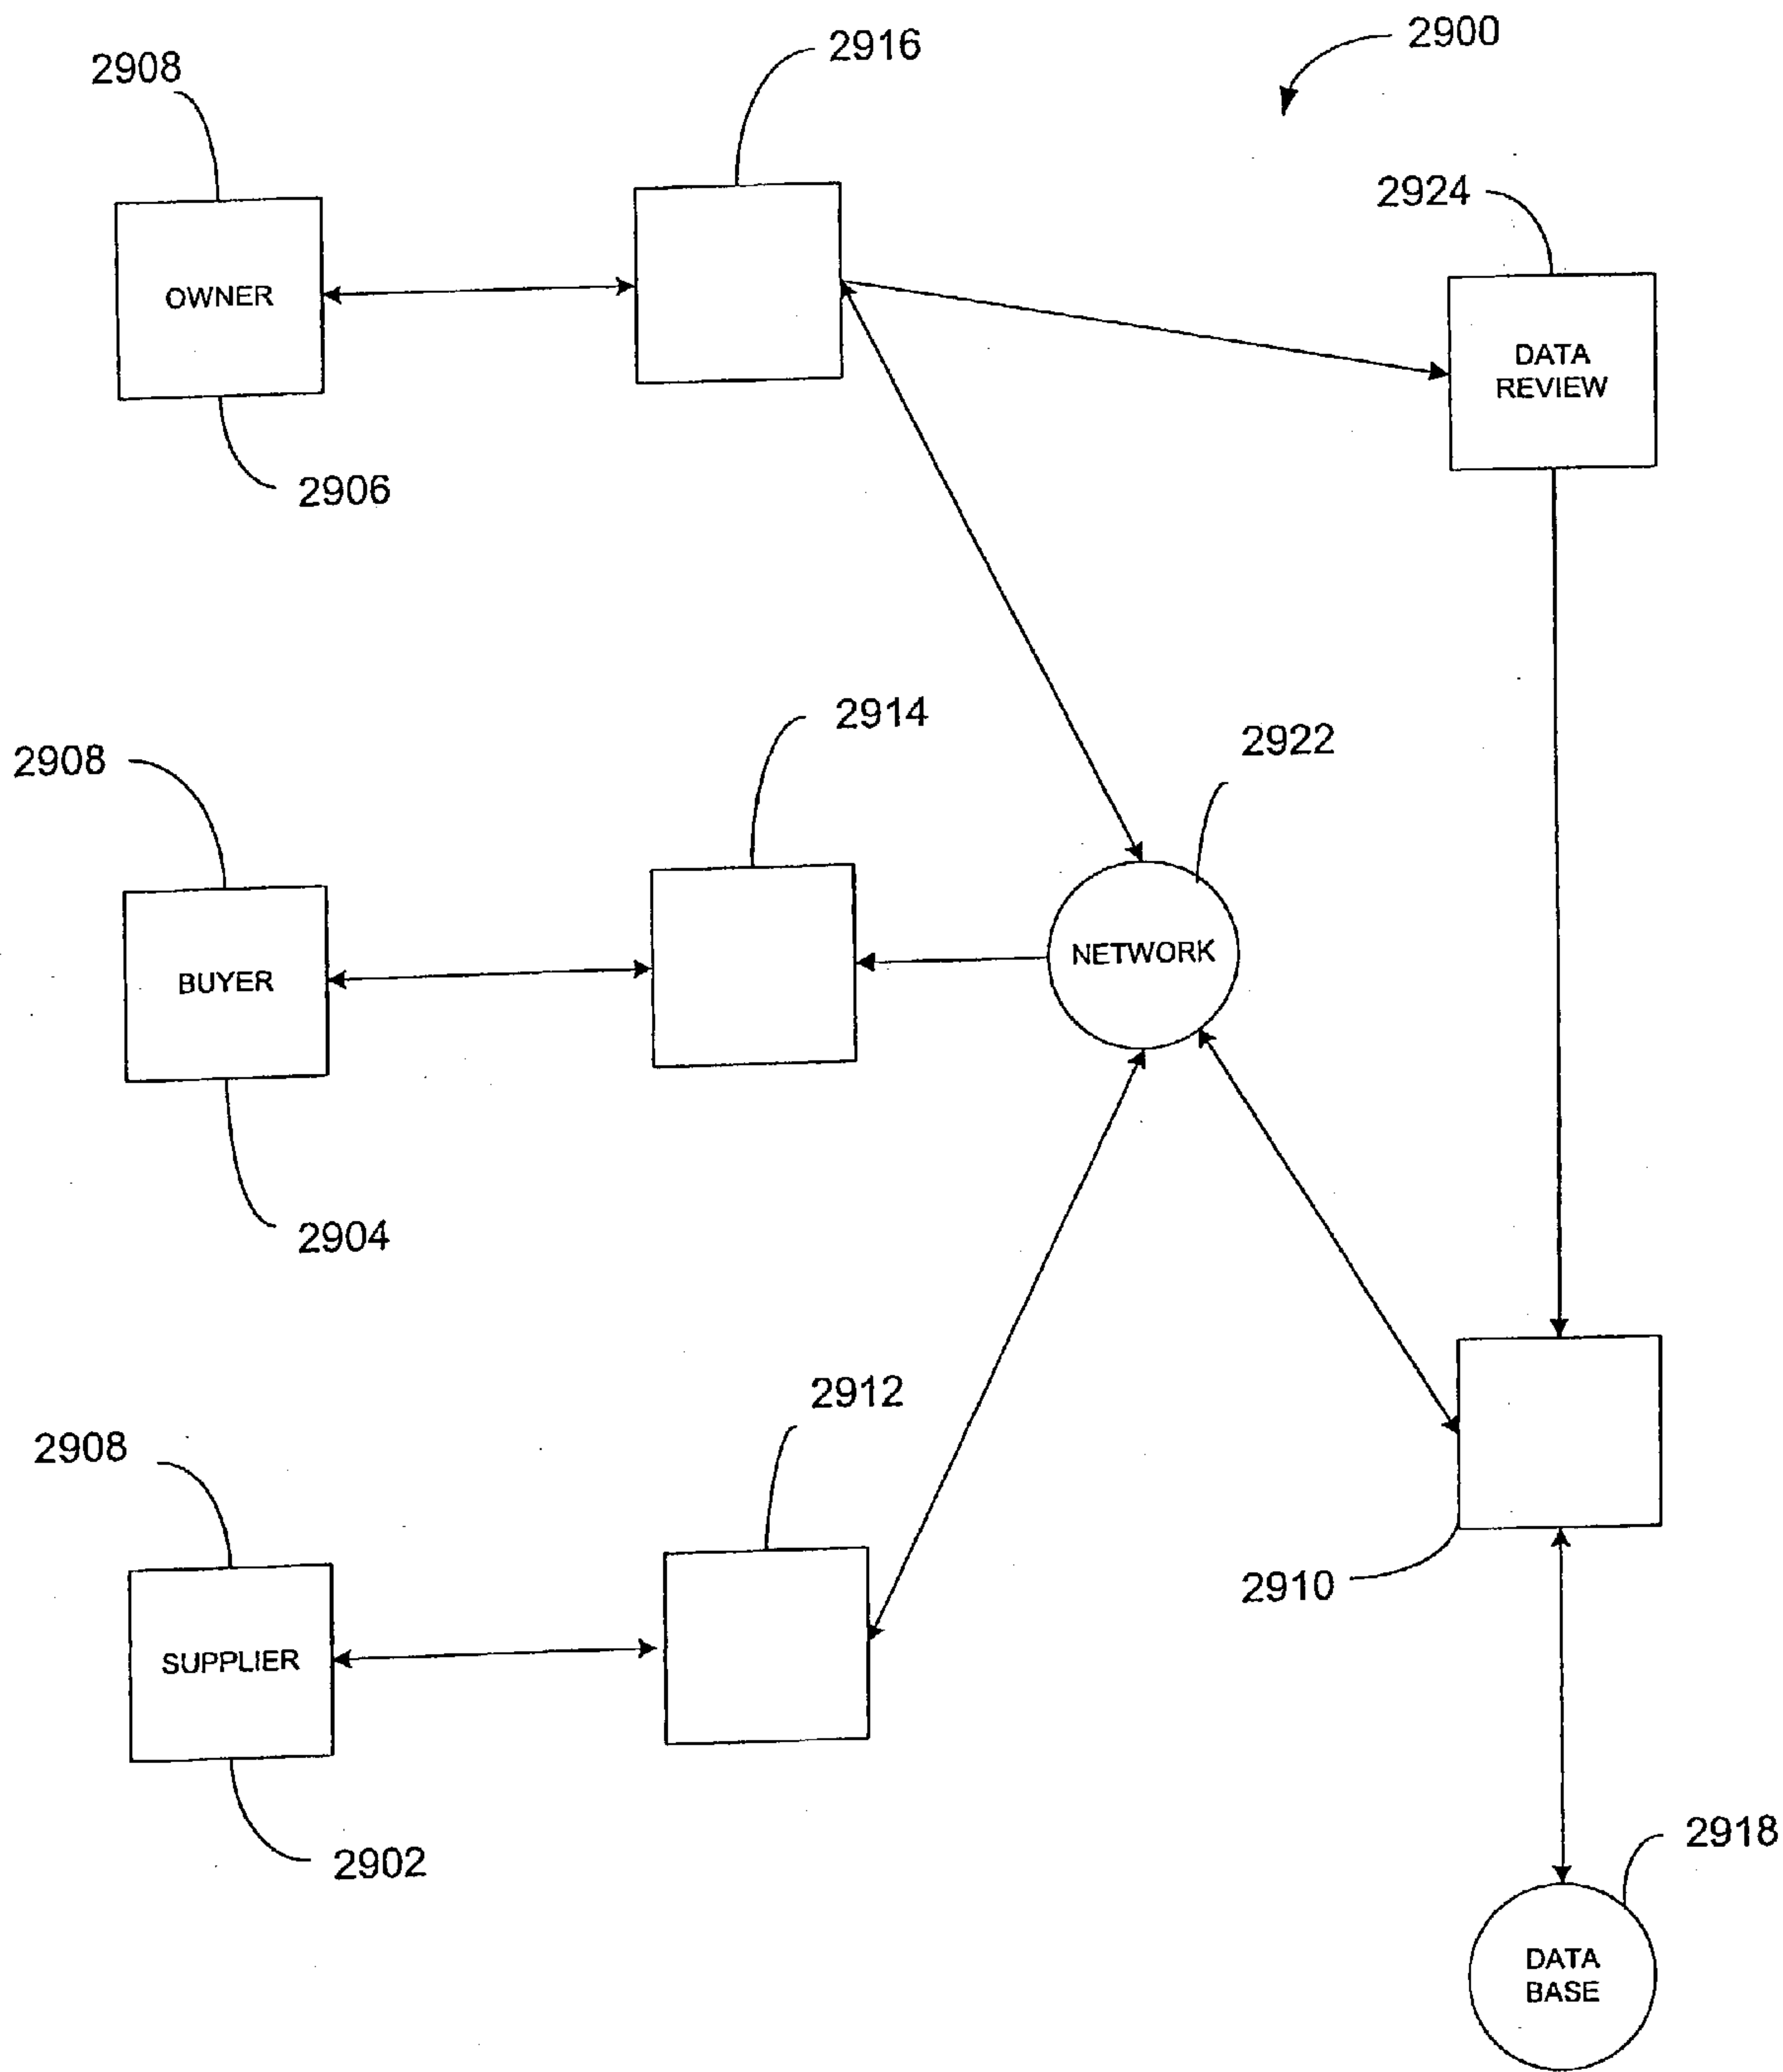 2900
2916
2908
2924
OWNER
DATA
REVIEW
2906
2914
2922
2908
NETWORK
BUYER
2904
2912
2908
2910
SUPPLIER
2918
2902
DATA
BASE